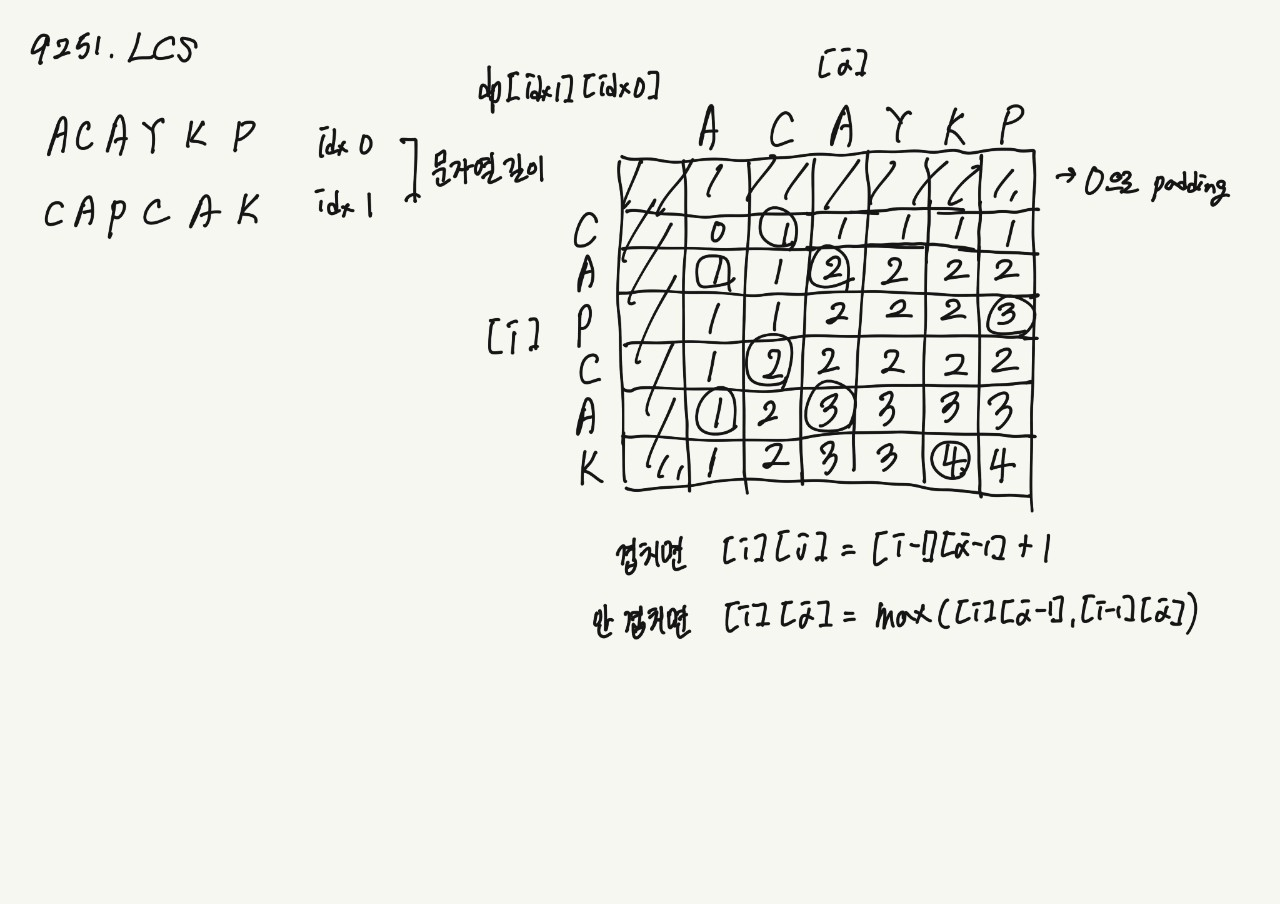 9251. LCS
[j]
dp[idx1][idx0]
A C A Y K P
ACAYKP idx 0
문자열 길이
CAPCAK idx 1
→ 0으로 padding
C 0 1 1 1 1 1
A 1 1 2 2 2 2
[i]
P 1 1 2 2 2 3
C 1 2 2 2 2 2
A 1 2 3 3 3 3
K 1 2 3 3 4 4
겹치면 [i][j] = [i-1][j-1] + 1
안 겹치면 [i][j] = max([i][j-1], [i-1][j])